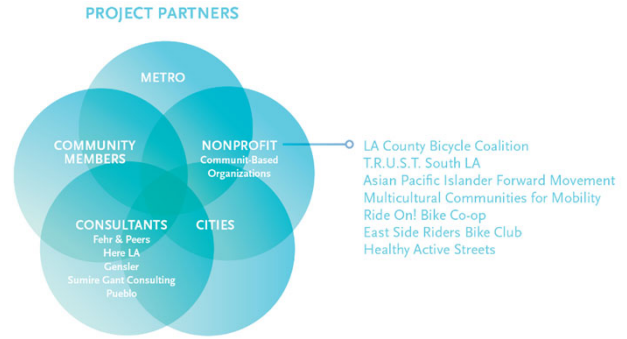 PROJECT PARTNERS
METRO
COMMUNITY
MEMBERS
NONPROFIT
Communit-Based
Organizations
CONSULTANTS
Fehr & Peers
Here LA
Gensler
Sumire Gant Consulting
Pueblo
CITIES
LA County Bicycle Coalition
T.R.U.S.T. South LA
Asian Pacific Islander Forward Movement
Multicultural Communities for Mobility
Ride On! Bike Co-op
East Side Riders Bike Club
Healthy Active Streets